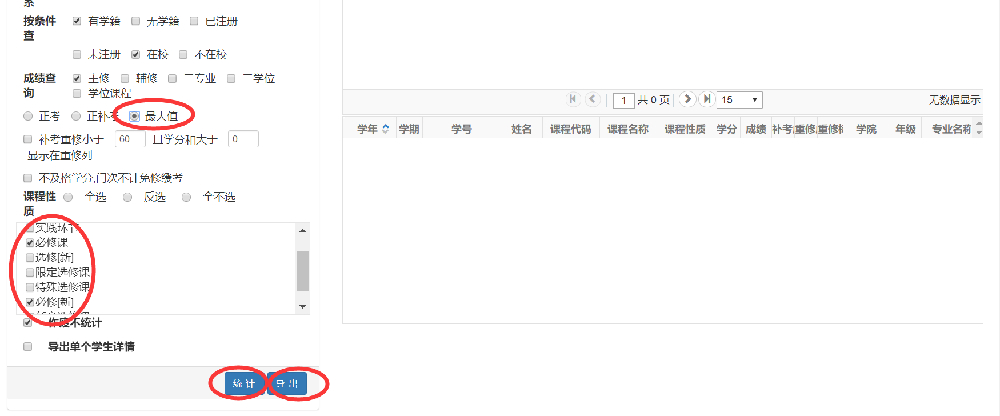 系
按条件查 有学籍 无学籍 已注册
未注册 在校 不在校
成绩查询 主修 辅修 二专业 二学位
学位课程
正考 正补考 最大值
补考重修小于 60 且学分和大于 0
显示在重修列
不及格学分,门次不计免修缓考
课程性质 全选 反选 全不选
实践环节
必修课
选修[新]
限定选修课
特殊选修课
必修[新]
任意选修课
作废不统计
导出单个学生详情
统计 导出
1 共 0 页 15 无数据显示
学年 学期 学号 姓名 课程代码 课程名称 课程性质 学分 成绩 补考 重修 重修标 学院 年级 专业名称